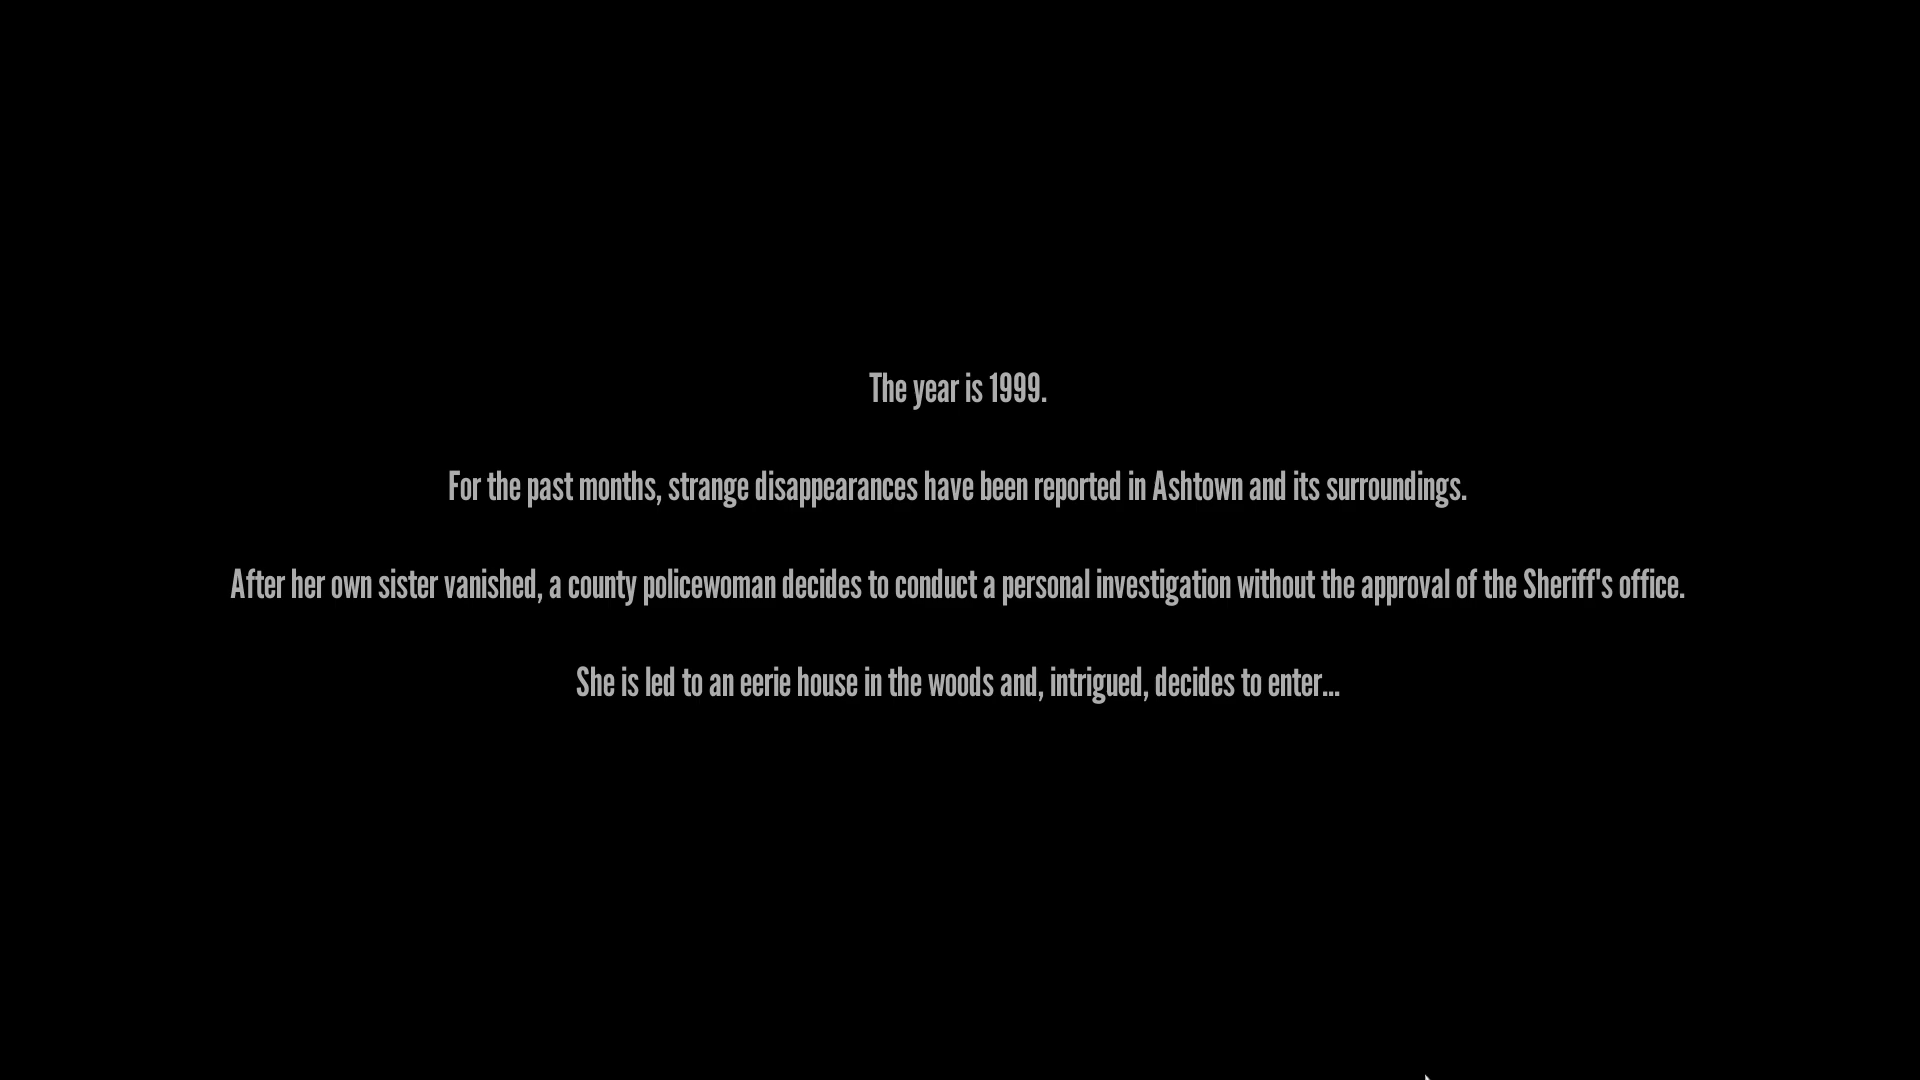 The year is 1999.
For the past months, strange disappearances have been reported in Ashtown and its surroundings.
After her own sister vanished, a county policewoman decides to conduct a personal investigation without the approval of the Sheriff's office.
She is led to an eerie house in the woods and, intrigued, decides to enter...